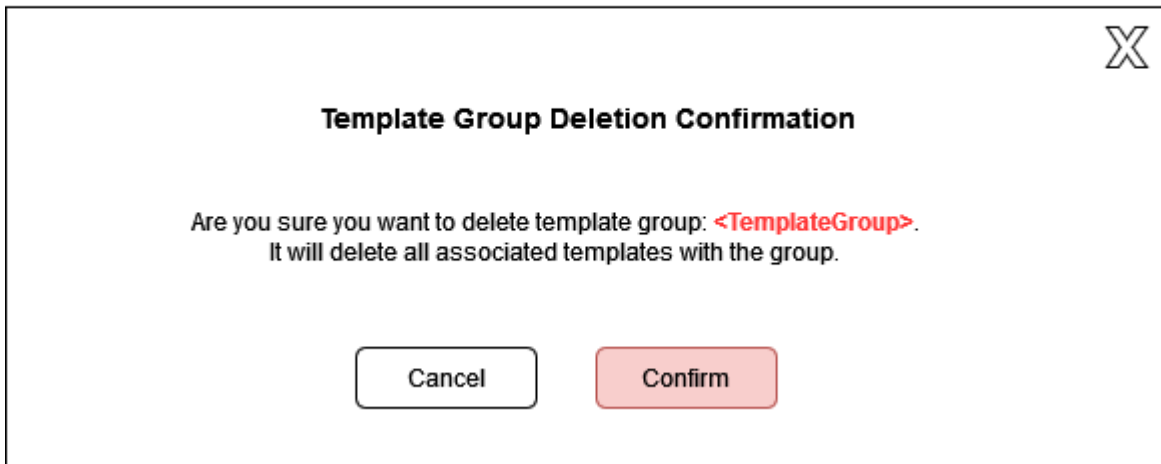 X
Template Group Deletion Confirmation
Are you sure you want to delete template group: <TemplateGroup>.
It will delete all associated templates with the group.
Cancel
Confirm